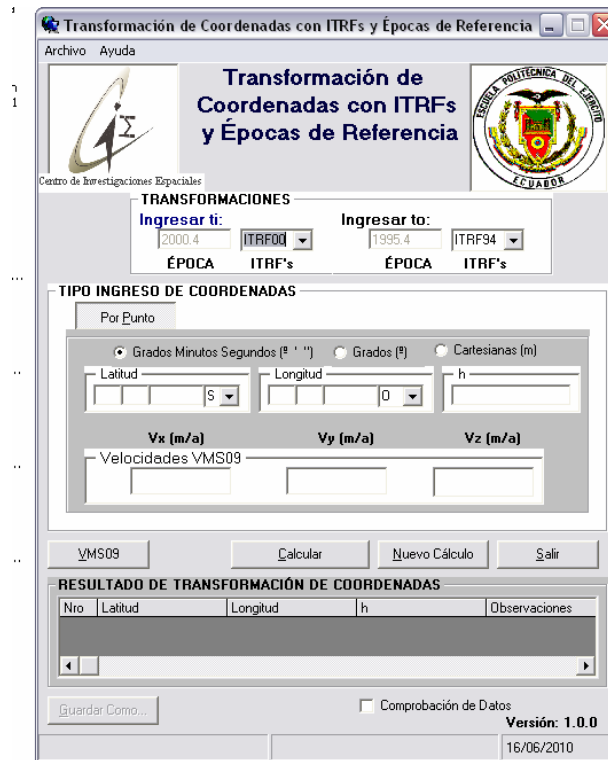 Transformación de Coordenadas con ITRFs y Épocas de Referencia
Archivo Ayuda
Transformación de
Coordenadas con ITRFs
y Épocas de Referencia
Σ
Centro de Investigaciones Espaciales
ESCUELA POLITÉCNICA DEL EJÉRCITO
ECUADOR
TRANSFORMACIONES
Ingresar ti: Ingresar to:
2000.4 ITRF00 1995.4 ITRF94
ÉPOCA ITRF's ÉPOCA ITRF's
TIPO INGRESO DE COORDENADAS
Por Punto
Grados Minutos Segundos (º ' '') Grados (º) Cartesianas (m)
Latitud Longitud h
S O
Vx (m/a) Vy (m/a) Vz (m/a)
Velocidades VMS09
VMS09 Calcular Nuevo Cálculo Salir
RESULTADO DE TRANSFORMACIÓN DE COORDENADAS
Nro Latitud Longitud h Observaciones
Guardar Como... Comprobación de Datos
Versión: 1.0.0
16/06/2010